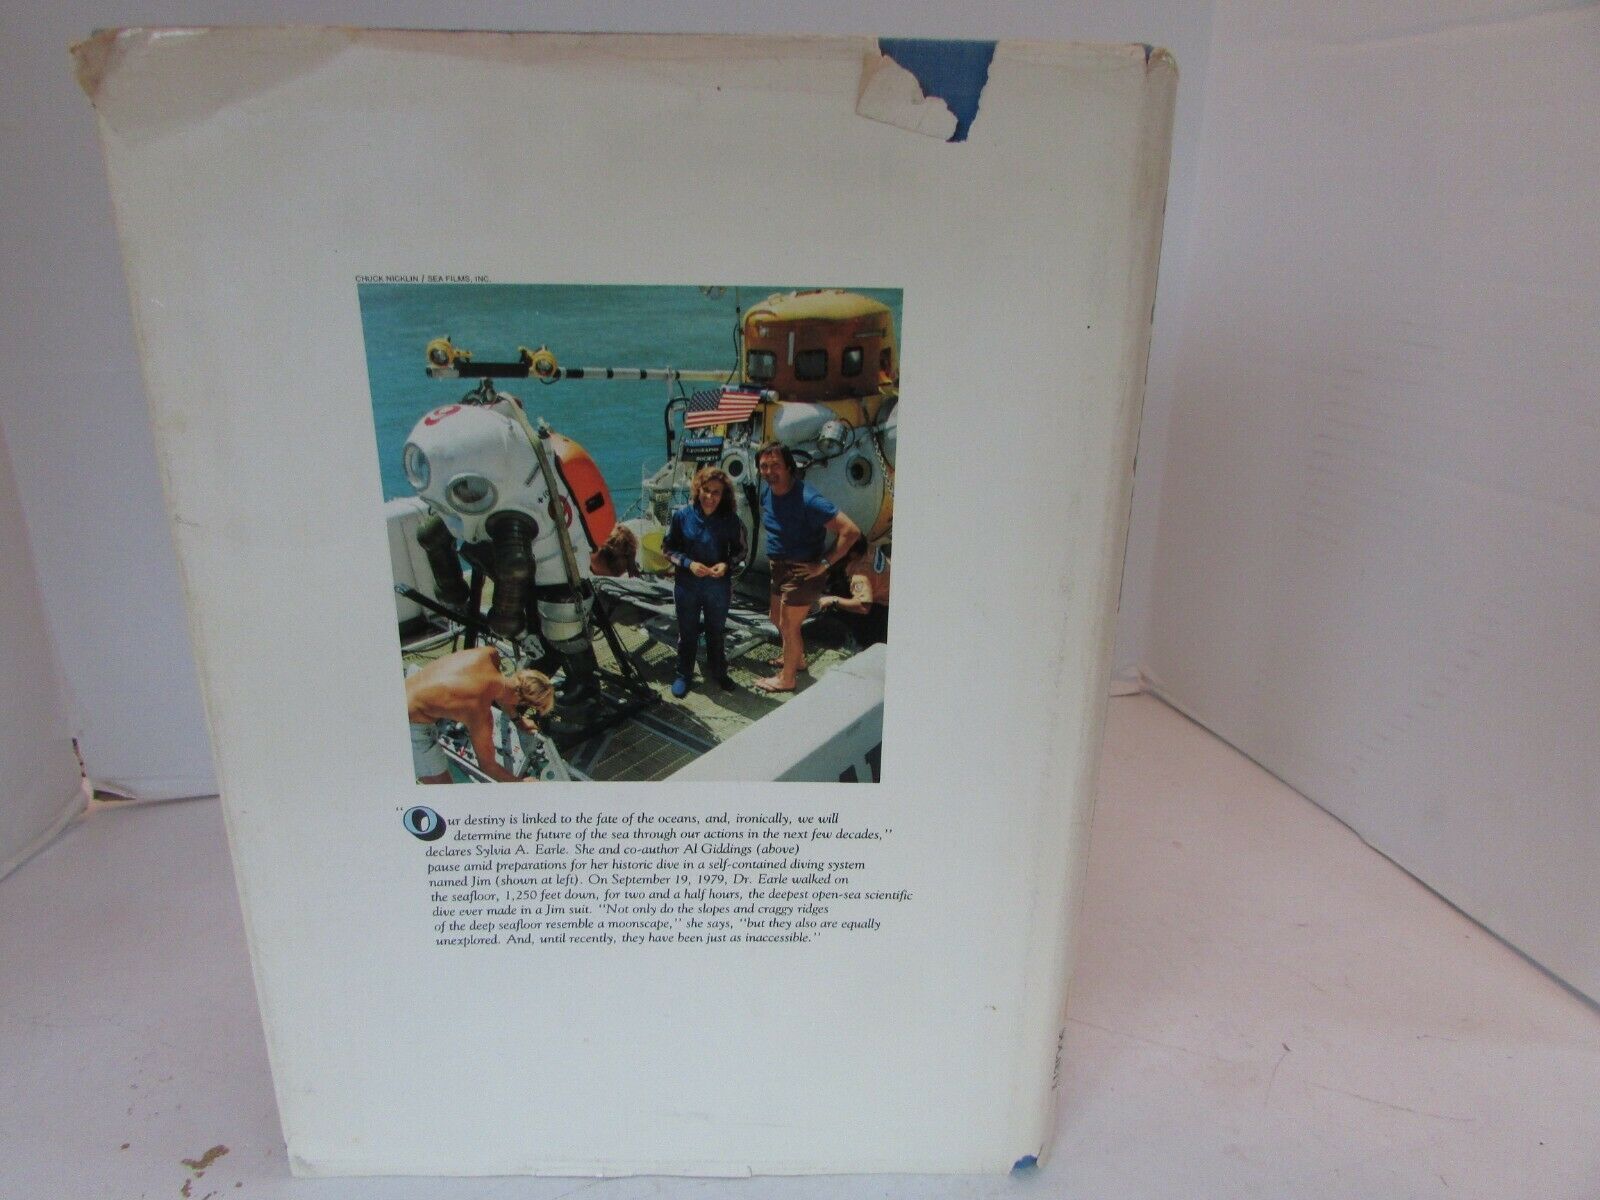 CHUCK NICKLIN / SEA FILMS, INC.
NATIONAL
GEOGRAPHIC
SOCIETY
"Our destiny is linked to the fate of the oceans, and, ironically, we will
determine the future of the sea through our actions in the next few decades,"
declares Sylvia A. Earle. She and co-author Al Giddings (above)
pause amid preparations for her historic dive in a self-contained diving system
named Jim (shown at left). On September 19, 1979, Dr. Earle walked on
the seafloor, 1,250 feet down, for two and a half hours, the deepest open-sea scientific
dive ever made in a Jim suit. "Not only do the slopes and craggy ridges
of the deep seafloor resemble a moonscape," she says, "but they also are equally
unexplored. And, until recently, they have been just as inaccessible."